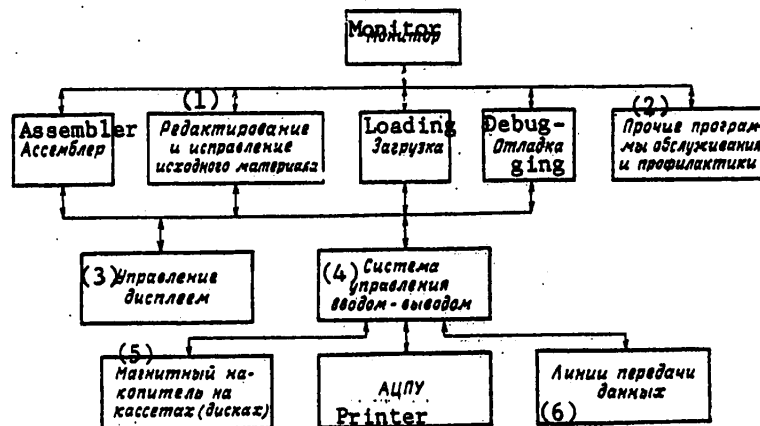 Monitor
Монитор
(1)
(2)
Assembler
Ассемблер
Редактирование
и исправление
исходного материала
Loading
Загрузка
Debug-
Отладка
ging
Прочие програм-
мы обслуживания
и профилактики
(3) Управление
дисплеем
(4) Система
управления
вводом-выводом
(5)
Магнитный на-
копитель на
кассетах (дисках)
АЦПУ
Printer
Линии передачи
данных
(6)